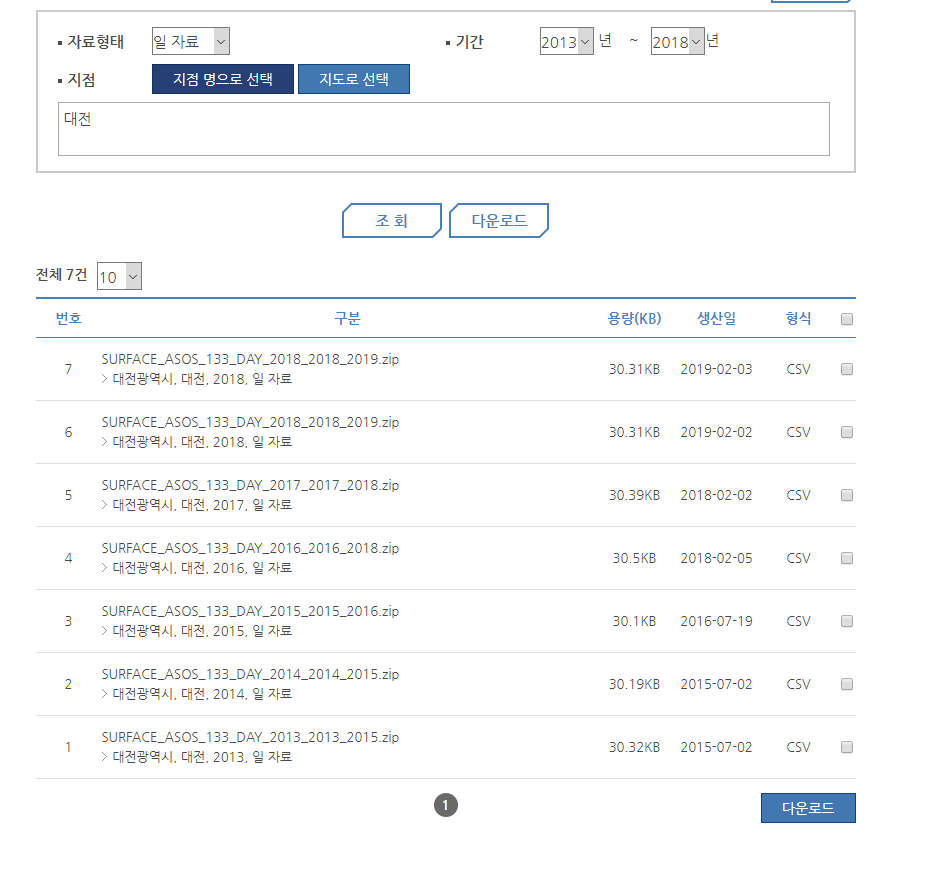 ▪ 자료형태 일 자료 ▪ 기간 2013 년 ~ 2018 년
▪ 지점 지점 명으로 선택 지도로 선택
대전
조 회 다운로드
전체 7건 10
번호 구분 용량(KB) 생산일 형식
7 SURFACE_ASOS_133_DAY_2018_2018_2019.zip 30.31KB 2019-02-03 CSV
> 대전광역시, 대전, 2018, 일 자료
6 SURFACE_ASOS_133_DAY_2018_2018_2019.zip 30.31KB 2019-02-02 CSV
> 대전광역시, 대전, 2018, 일 자료
5 SURFACE_ASOS_133_DAY_2017_2017_2018.zip 30.39KB 2018-02-02 CSV
> 대전광역시, 대전, 2017, 일 자료
4 SURFACE_ASOS_133_DAY_2016_2016_2018.zip 30.5KB 2018-02-05 CSV
> 대전광역시, 대전, 2016, 일 자료
3 SURFACE_ASOS_133_DAY_2015_2015_2016.zip 30.1KB 2016-07-19 CSV
> 대전광역시, 대전, 2015, 일 자료
2 SURFACE_ASOS_133_DAY_2014_2014_2015.zip 30.19KB 2015-07-02 CSV
> 대전광역시, 대전, 2014, 일 자료
1 SURFACE_ASOS_133_DAY_2013_2013_2015.zip 30.32KB 2015-07-02 CSV
> 대전광역시, 대전, 2013, 일 자료
1 다운로드